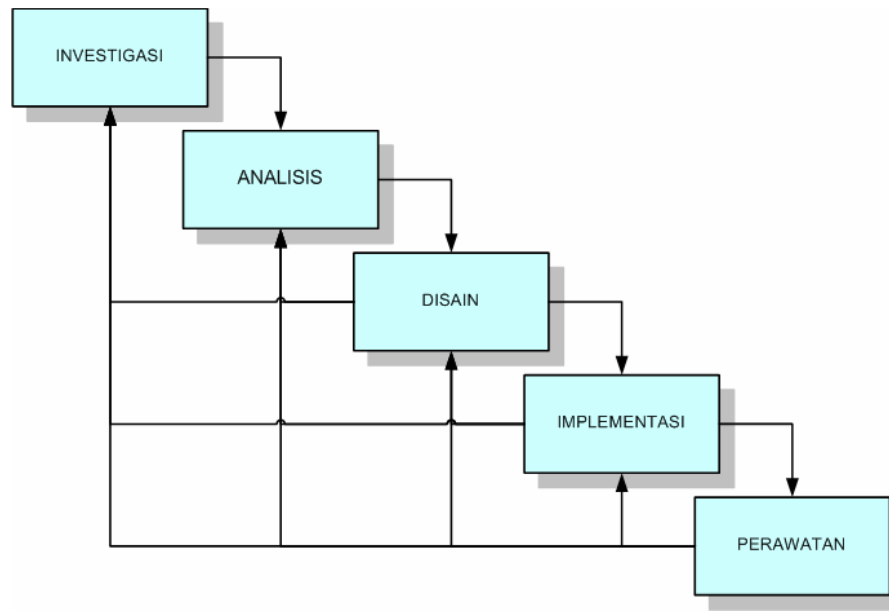 INVESTIGASI
ANALISIS
DISAIN
IMPLEMENTASI
PERAWATAN